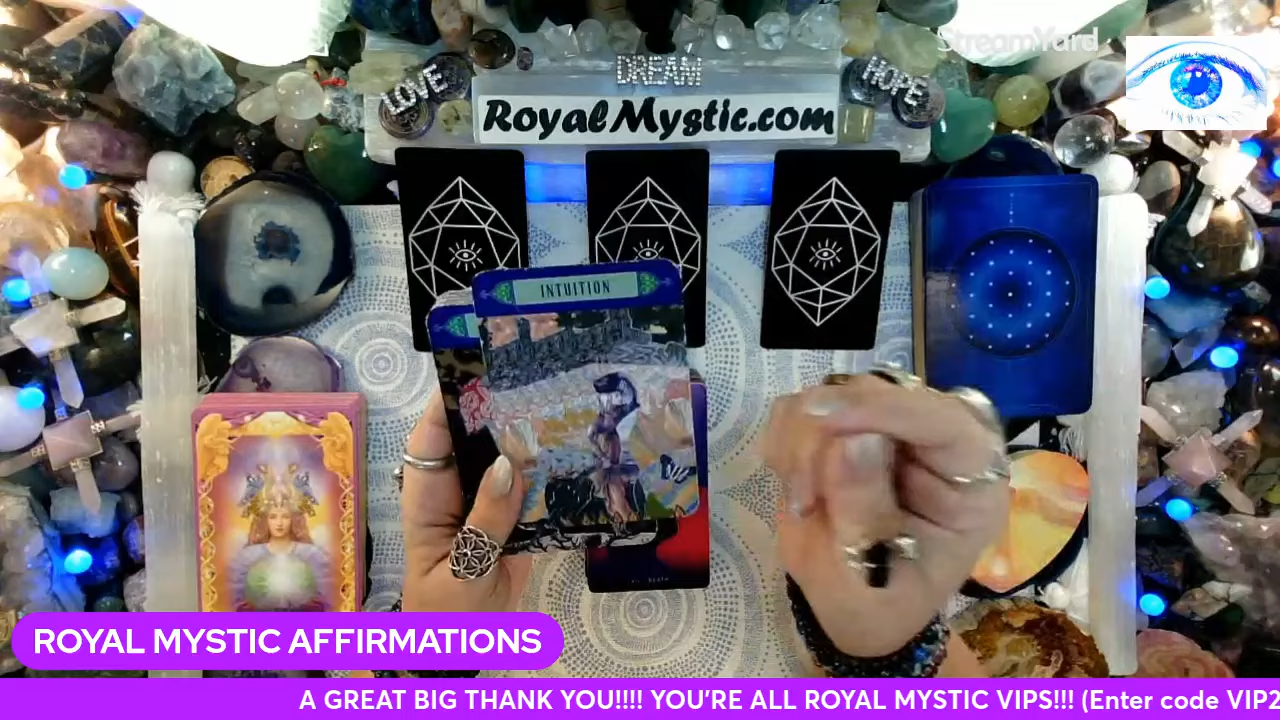 StreamYard
DREAM
LOVE
HOPE
RoyalMystic.com
INTUITION
ROYAL MYSTIC AFFIRMATIONS
A GREAT BIG THANK YOU!!!! YOU'RE ALL ROYAL MYSTIC VIPS!!! (Enter code VIP2